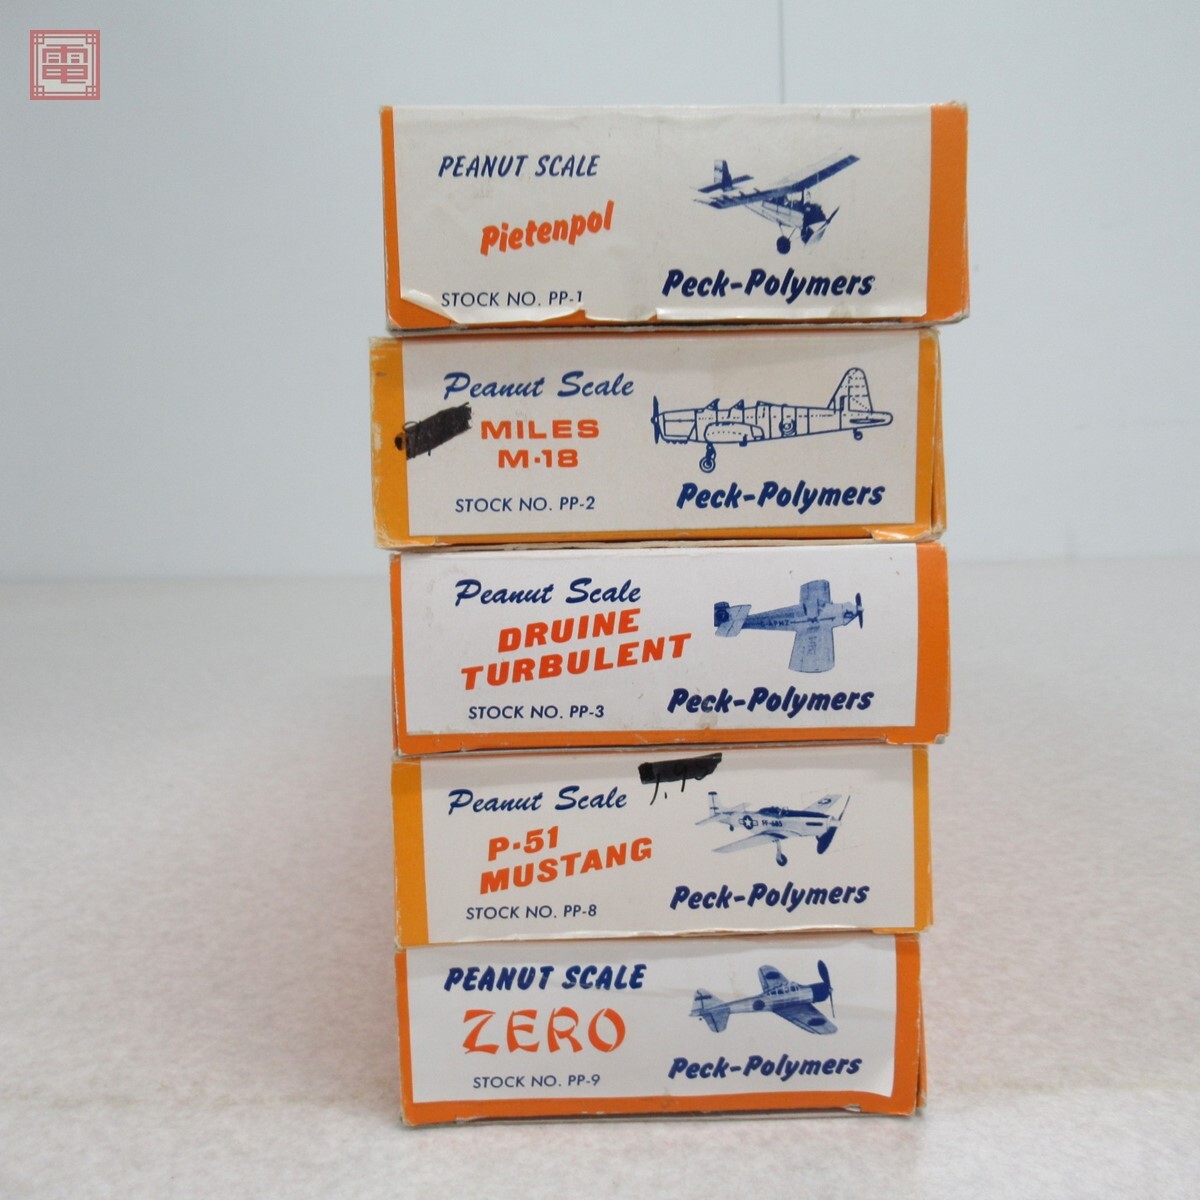 電
PEANUT SCALE
Pietenpol
STOCK NO. PP-1
Peck-Polymers
Peanut Scale
MILES
M-18
STOCK NO. PP-2
Peck-Polymers
Peanut Scale
DRUINE
TURBULENT
STOCK NO. PP-3
Peck-Polymers
Peanut Scale
P-51
MUSTANG
STOCK NO. PP-8
Peck-Polymers
PEANUT SCALE
ZERO
STOCK NO. PP-9
Peck-Polymers